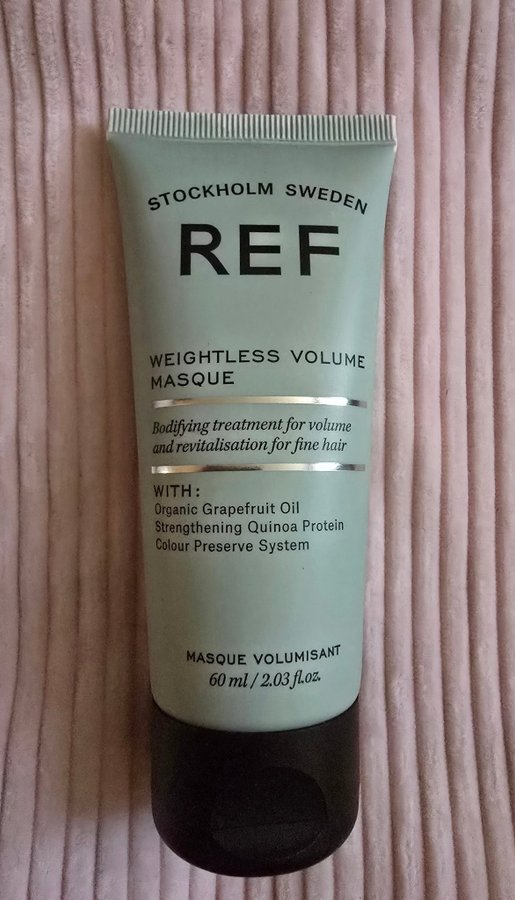 STOCKHOLM SWEDEN
REF
WEIGHTLESS VOLUME
MASQUE
Bodifying treatment for volume
and revitalisation for fine hair
WITH:
Organic Grapefruit Oil
Strengthening Quinoa Protein
Colour Preserve System
MASQUE VOLUMISANT
60 ml / 2.03 fl.oz.